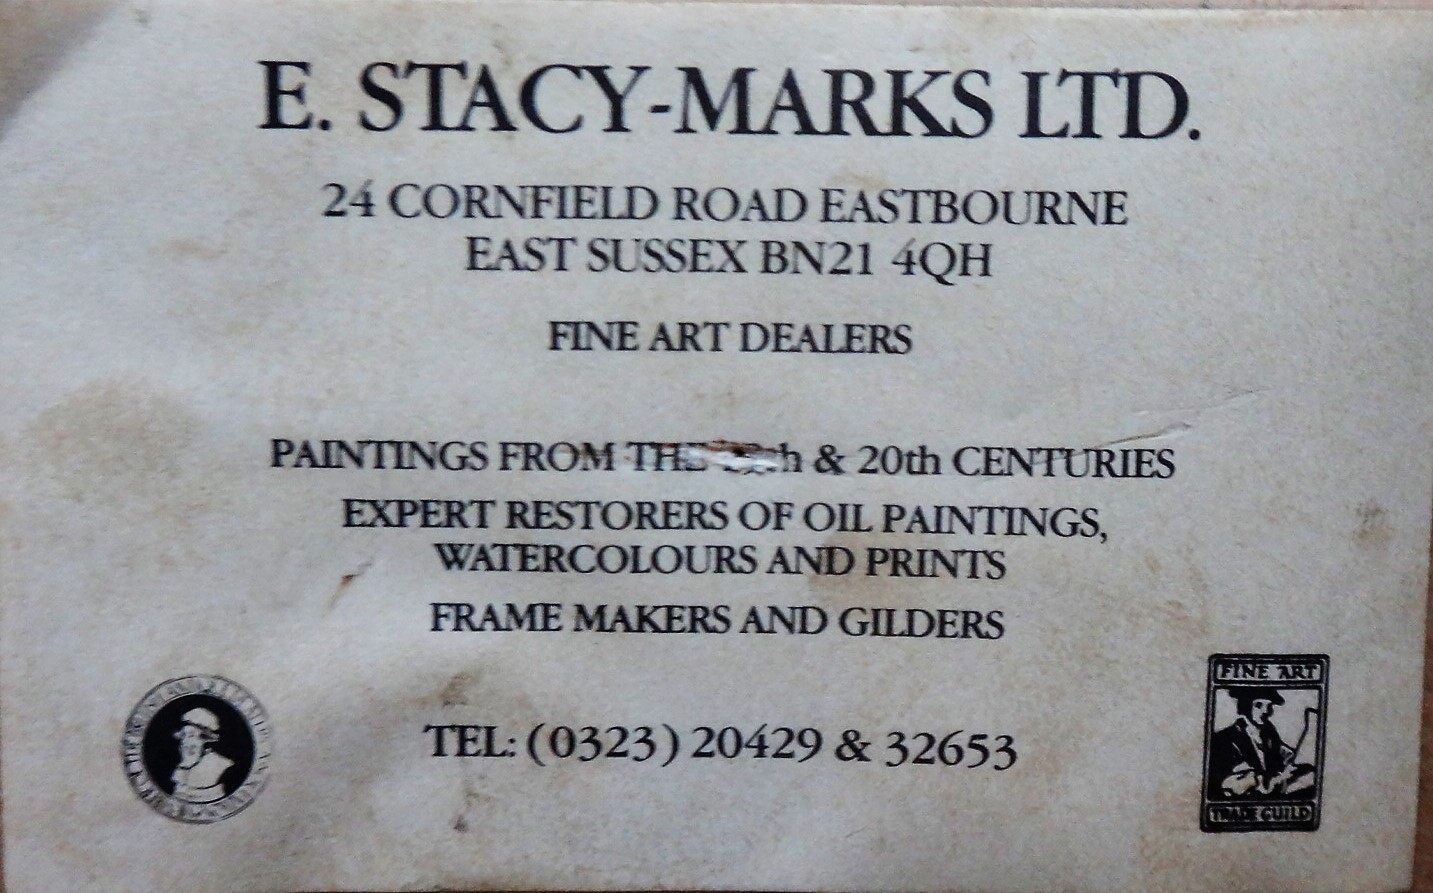 E. STACY-MARKS LTD.
24 CORNFIELD ROAD EASTBOURNE
EAST SUSSEX BN21 4QH
FINE ART DEALERS
PAINTINGS FROM THE & 20th CENTURIES
EXPERT RESTORERS OF OIL PAINTINGS,
WATERCOLOURS AND PRINTS
FRAME MAKERS AND GILDERS
TEL: (0323) 20429 & 32653
FINE ART
TRADE GUILD